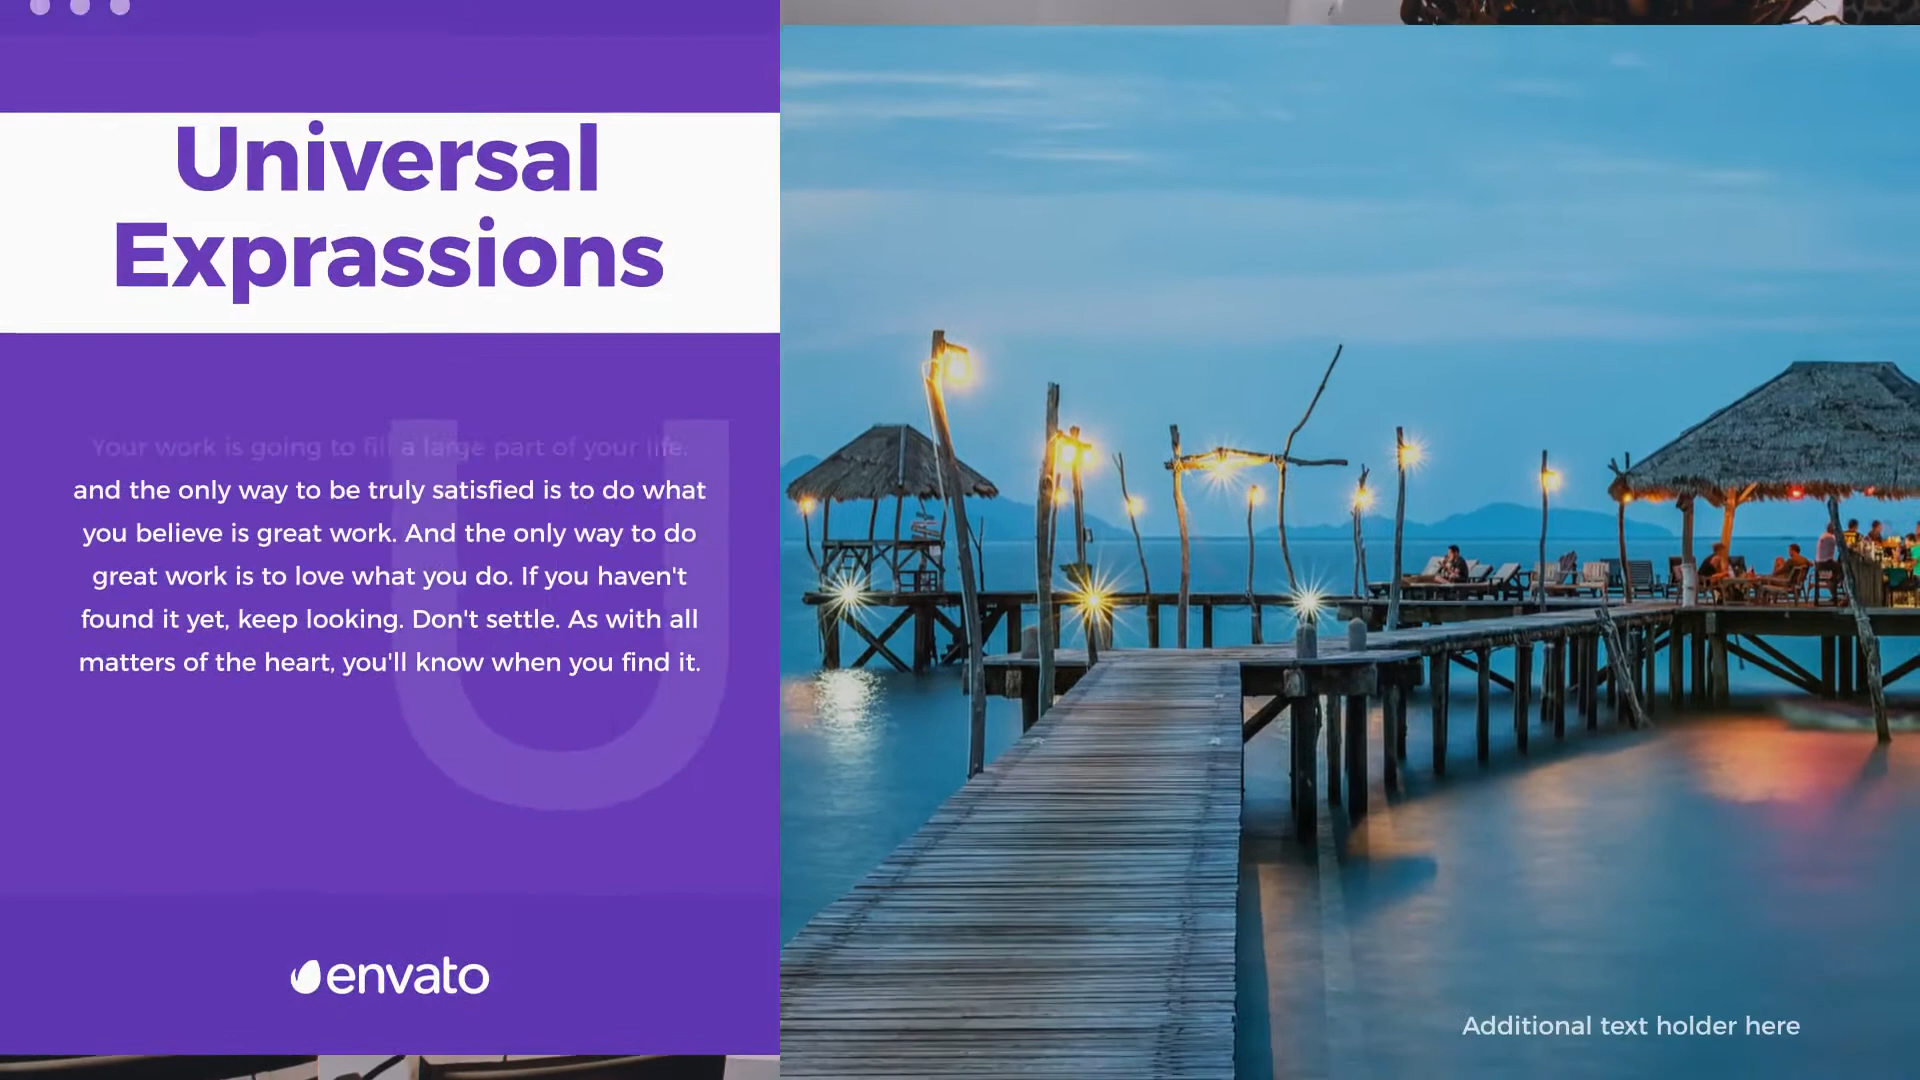 Universal
Exprassions
Your work is going to fill a large part of your life.
and the only way to be truly satisfied is to do what
you believe is great work. And the only way to do
great work is to love what you do. If you haven't
found it yet, keep looking. Don't settle. As with all
matters of the heart, you'll know when you find it.
U
envato
Additional text holder here